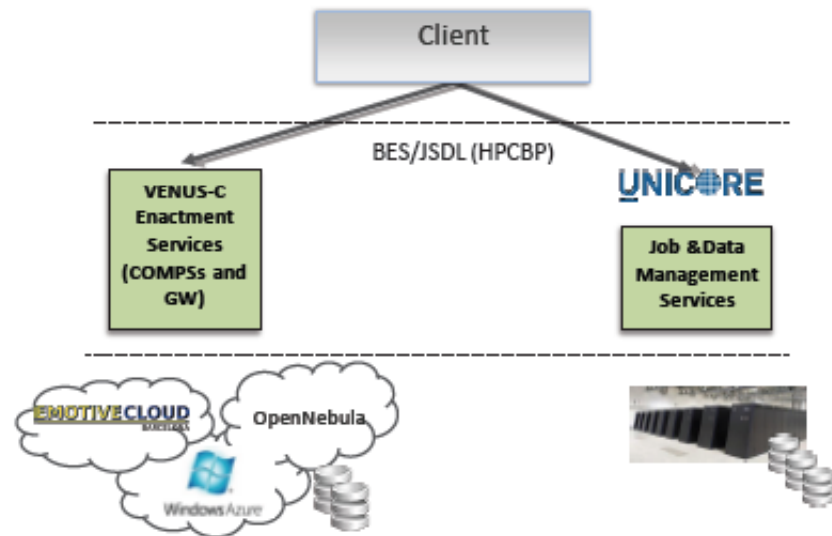 Client
BES/JSDL (HPCBP)
VENUS-C
Enactment
Services
(COMPSs and
GW)
UNICORE
Job &Data
Management
Services
EMOTIVECLOUD
BARCELONA
OpenNebula
Windows Azure